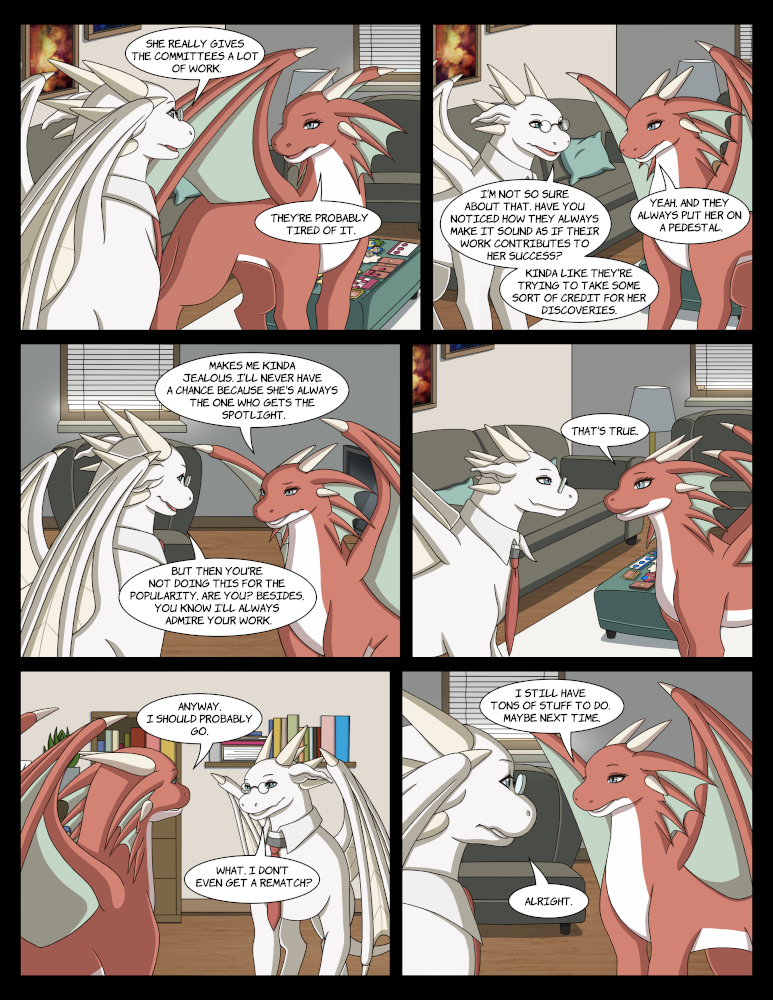 SHE REALLY GIVES
THE COMMITTEES A LOT
OF WORK.
THEY'RE PROBABLY
TIRED OF IT.
I'M NOT SO SURE
ABOUT THAT. HAVE YOU
NOTICED HOW THEY ALWAYS
MAKE IT SOUND AS IF THEIR
WORK CONTRIBUTES TO
HER SUCCESS?
YEAH. AND THEY
ALWAYS PUT HER ON
A PEDESTAL.
KINDA LIKE THEY'RE
TRYING TO TAKE SOME
SORT OF CREDIT FOR HER
DISCOVERIES.
MAKES ME KINDA
JEALOUS. I'LL NEVER HAVE
A CHANCE BECAUSE SHE'S ALWAYS
THE ONE WHO GETS THE
SPOTLIGHT.
BUT THEN YOU'RE
NOT DOING THIS FOR THE
POPULARITY, ARE YOU? BESIDES,
YOU KNOW I'LL ALWAYS
ADMIRE YOUR WORK.
THAT'S TRUE.
ANYWAY,
I SHOULD PROBABLY
GO.
WHAT, I DON'T
EVEN GET A REMATCH?
I STILL HAVE
TONS OF STUFF TO DO.
MAYBE NEXT TIME.
ALRIGHT.